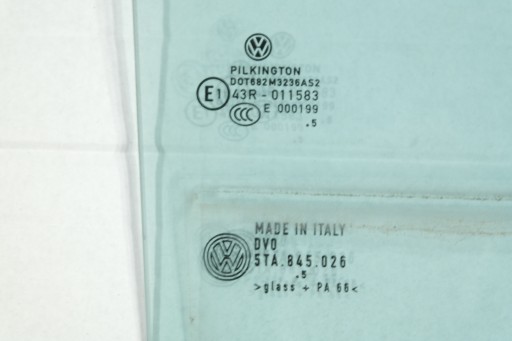 PILKINGTON
DOT682M3236AS2
E1 43R - 011583
CCC E 000199
.5
MADE IN ITALY
DVO
5TA.845.026
.5
>glass + PA 66<